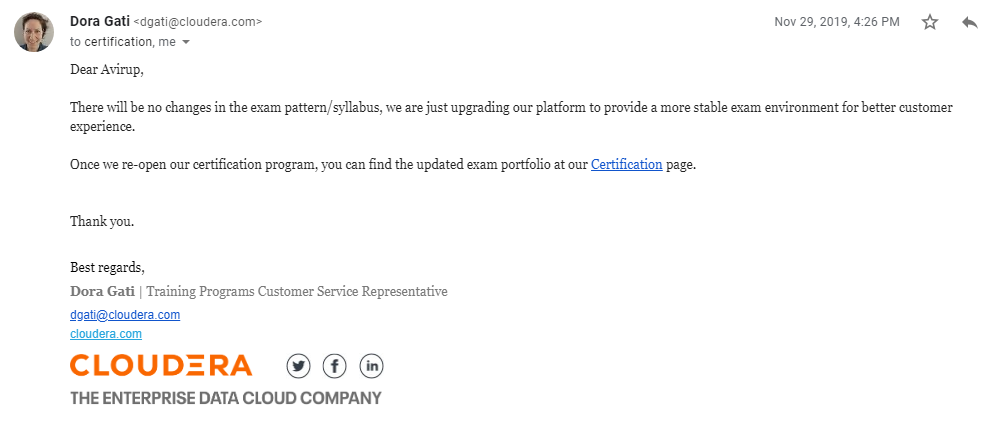 Dora Gati <dgati@cloudera.com>
Nov 29, 2019, 4:26 PM
to certification, me
Dear Avirup,
There will be no changes in the exam pattern/syllabus, we are just upgrading our platform to provide a more stable exam environment for better customer
experience.
Once we re-open our certification program, you can find the updated exam portfolio at our Certification page.
Thank you.
Best regards,
Dora Gati | Training Programs Customer Service Representative
dgati@cloudera.com
cloudera.com
CLOUDERA
f
in
THE ENTERPRISE DATA CLOUD COMPANY